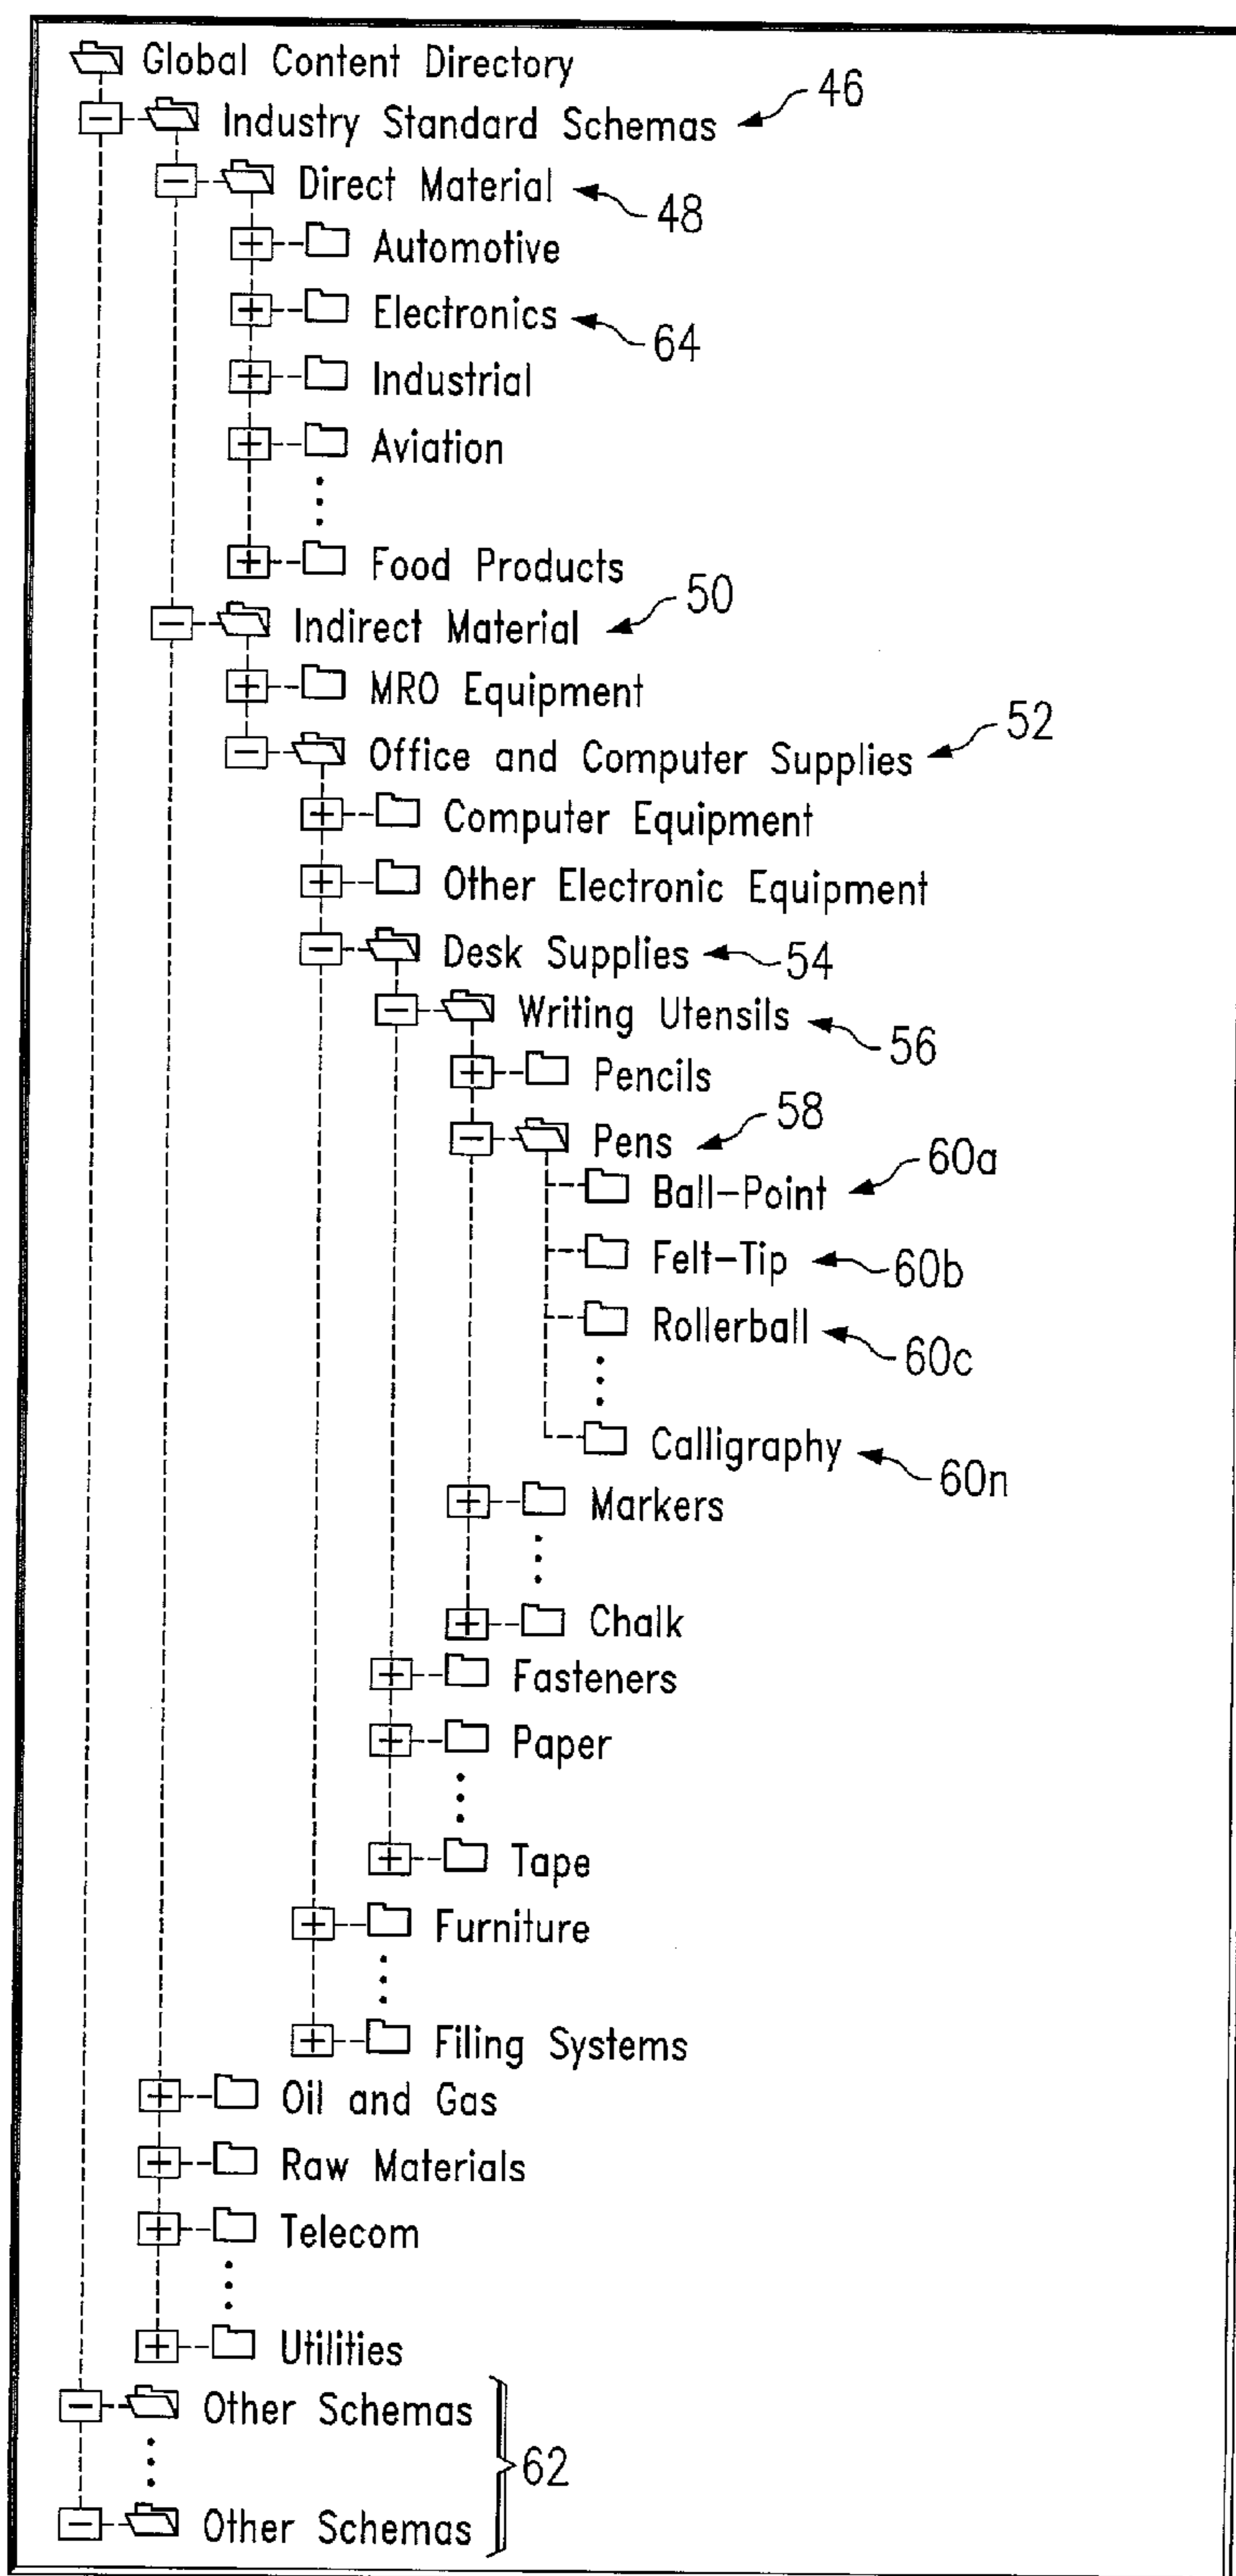 Global Content Directory
Industry Standard Schemas 46
Direct Material 48
Automotive
Electronics 64
Industrial
Aviation
Food Products
Indirect Material 50
MRO Equipment
Office and Computer Supplies 52
Computer Equipment
Other Electronic Equipment
Desk Supplies 54
Writing Utensils 56
Pencils
Pens 58
Ball-Point 60a
Felt-Tip 60b
Rollerball 60c
Calligraphy 60n
Markers
Chalk
Fasteners
Paper
Tape
Furniture
Filing Systems
Oil and Gas
Raw Materials
Telecom
Utilities
Other Schemas
62
Other Schemas